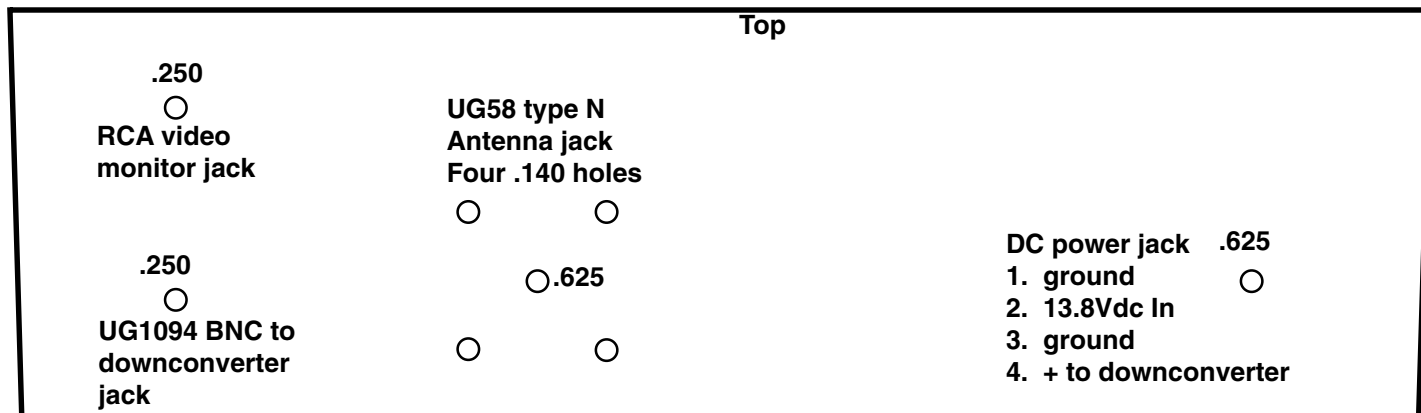 Top
.250
RCA video
monitor jack
UG58 type N
Antenna jack
Four .140 holes
.250
UG1094 BNC to
downconverter
jack
.625
DC power jack
.625
1. ground
2. 13.8Vdc In
3. ground
4. + to downconverter